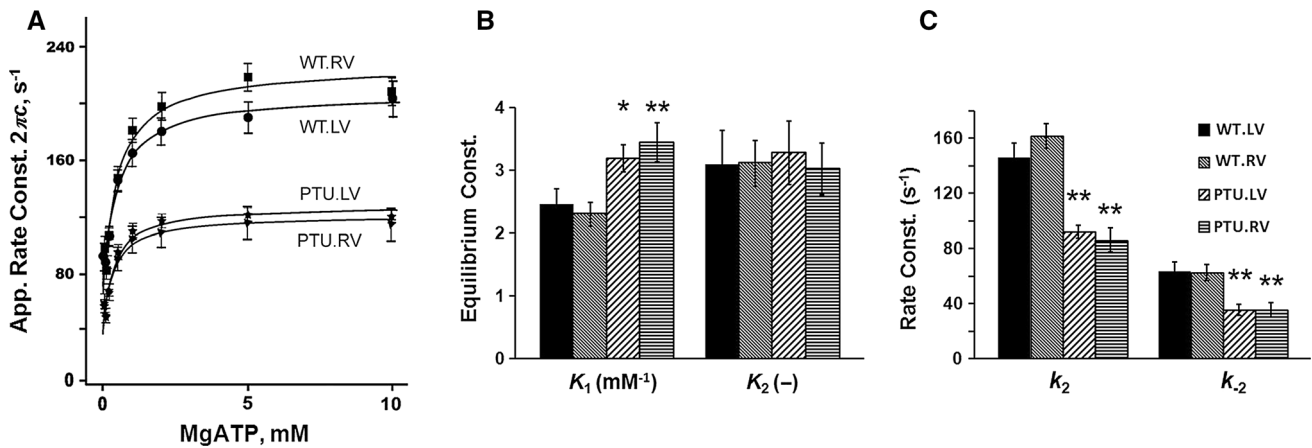 A
App. Rate Const. 2πc, s⁻¹
240
160
80
0
WT.RV
WT.LV
PTU.LV
PTU.RV
0 5 10
MgATP, mM
B
Equilibrium Const.
4
3
2
1
0
* **
K₁ (mM⁻¹) K₂ (–)
C
Rate Const. (s⁻¹)
160
120
80
40
0
WT.LV
WT.RV
PTU.LV
PTU.RV
** **
** **
k₂ k₋₂